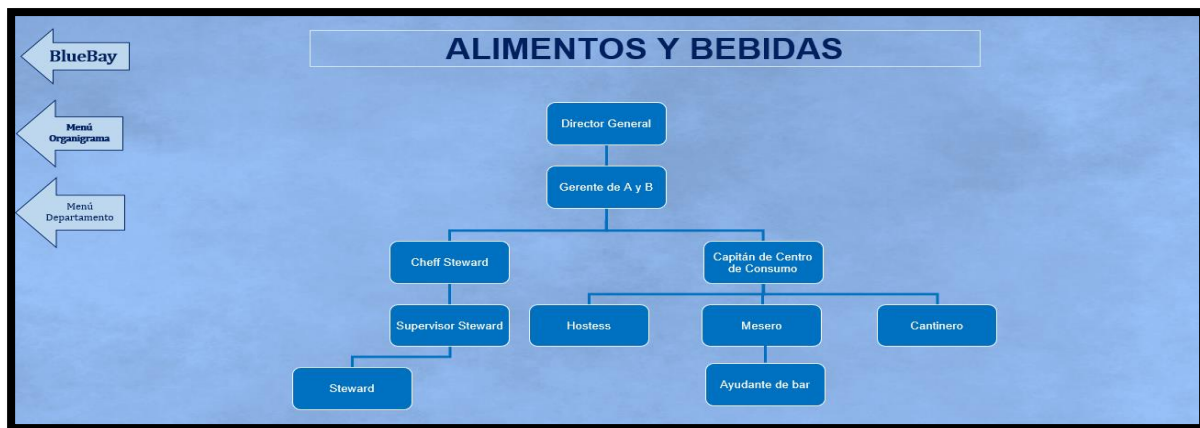 BlueBay
ALIMENTOS Y BEBIDAS
Menú
Organigrama
Menú
Departamento
Director General
Gerente de A y B
Cheff Steward
Capitán de Centro
de Consumo
Supervisor Steward
Hostess
Mesero
Cantinero
Steward
Ayudante de bar